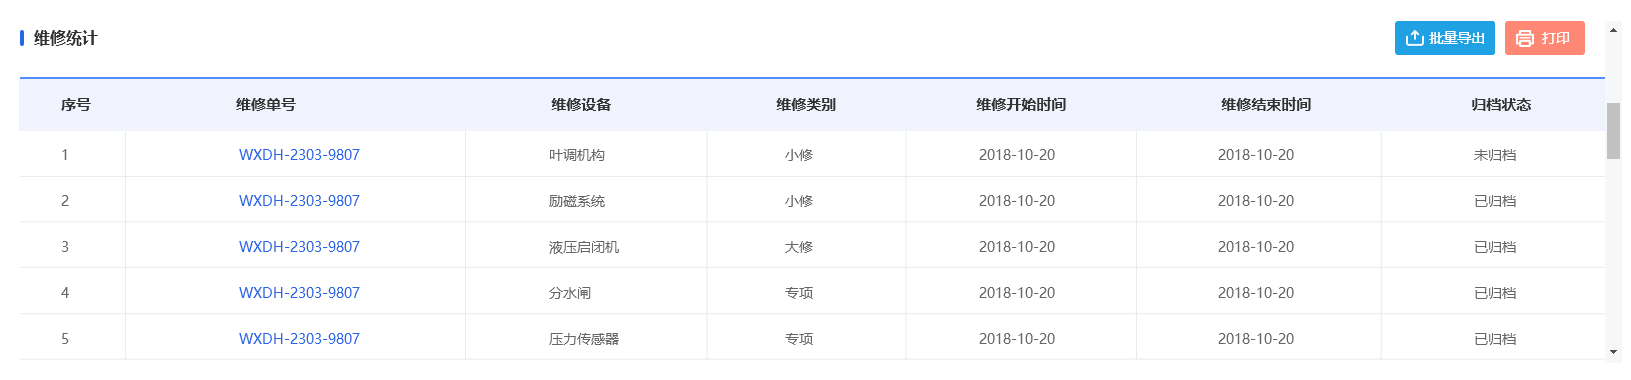 维修统计 批量导出 打印
序号 维修单号 维修设备 维修类别 维修开始时间 维修结束时间 归档状态
1 WXDH-2303-9807 叶调机构 小修 2018-10-20 2018-10-20 未归档
2 WXDH-2303-9807 励磁系统 小修 2018-10-20 2018-10-20 已归档
3 WXDH-2303-9807 液压启闭机 大修 2018-10-20 2018-10-20 已归档
4 WXDH-2303-9807 分水闸 专项 2018-10-20 2018-10-20 已归档
5 WXDH-2303-9807 压力传感器 专项 2018-10-20 2018-10-20 已归档